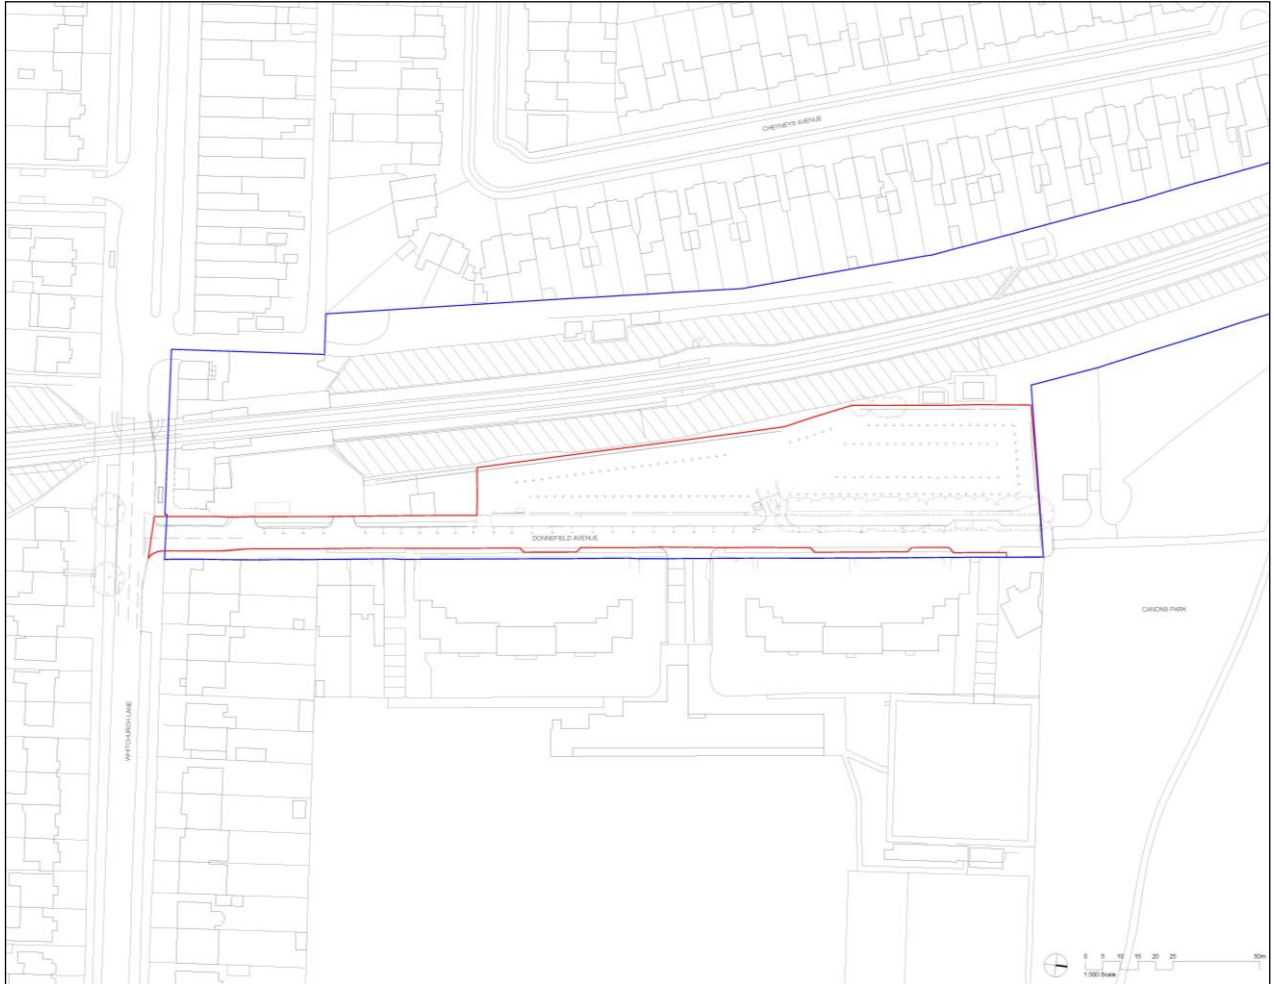 CHEYNEYS AVENUE
DONNEFIELD AVENUE
CANONS PARK
WHITCHURCH LANE
0 5 10 15 20 25 50m
1:500 Scale